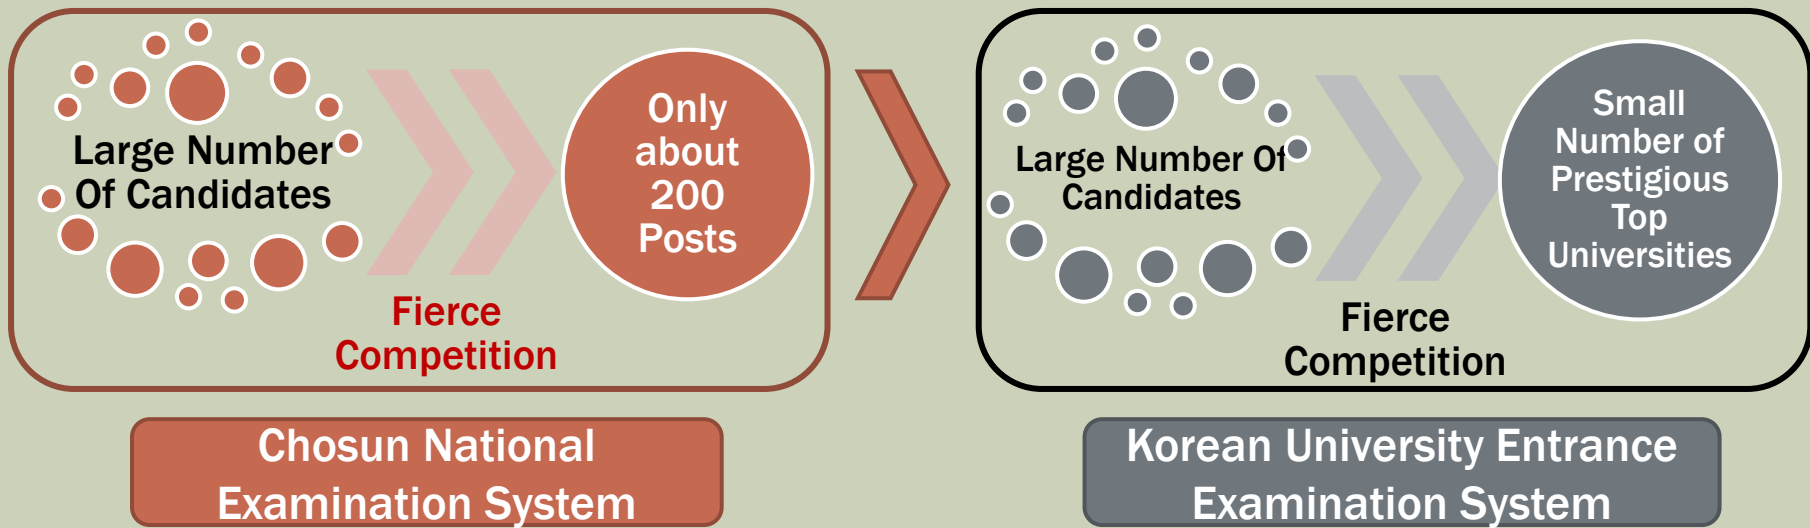 Large Number
Of Candidates
Only
about
200
Posts
Fierce
Competition
Chosun National
Examination System
Large Number Of
Candidates
Small
Number of
Prestigious
Top
Universities
Fierce
Competition
Korean University Entrance
Examination System